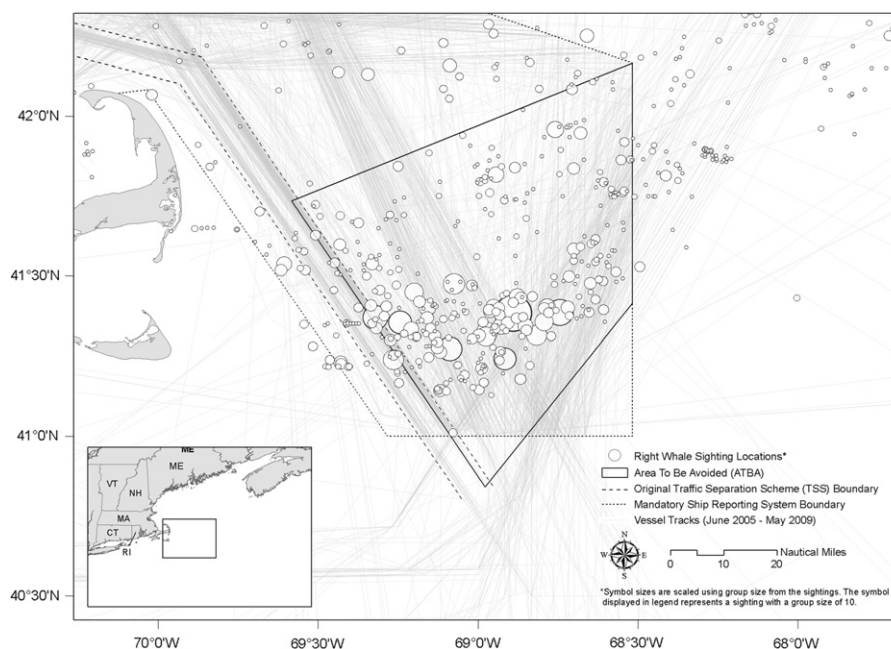 42°0'N
41°30'N
41°0'N
40°30'N
70°0'W
69°30'W
69°0'W
68°30'W
68°0'W
ME
ME
VT
NH
MA
CT
RI
Right Whale Sighting Locations*
Area To Be Avoided (ATBA)
Original Traffic Separation Scheme (TSS) Boundary
Mandatory Ship Reporting System Boundary
Vessel Tracks (June 2005 - May 2009)
N
W
E
S
Nautical Miles
0
10
20
*Symbol sizes are scaled using group size from the sightings. The symbol
displayed in legend represents a sighting with a group size of 10.